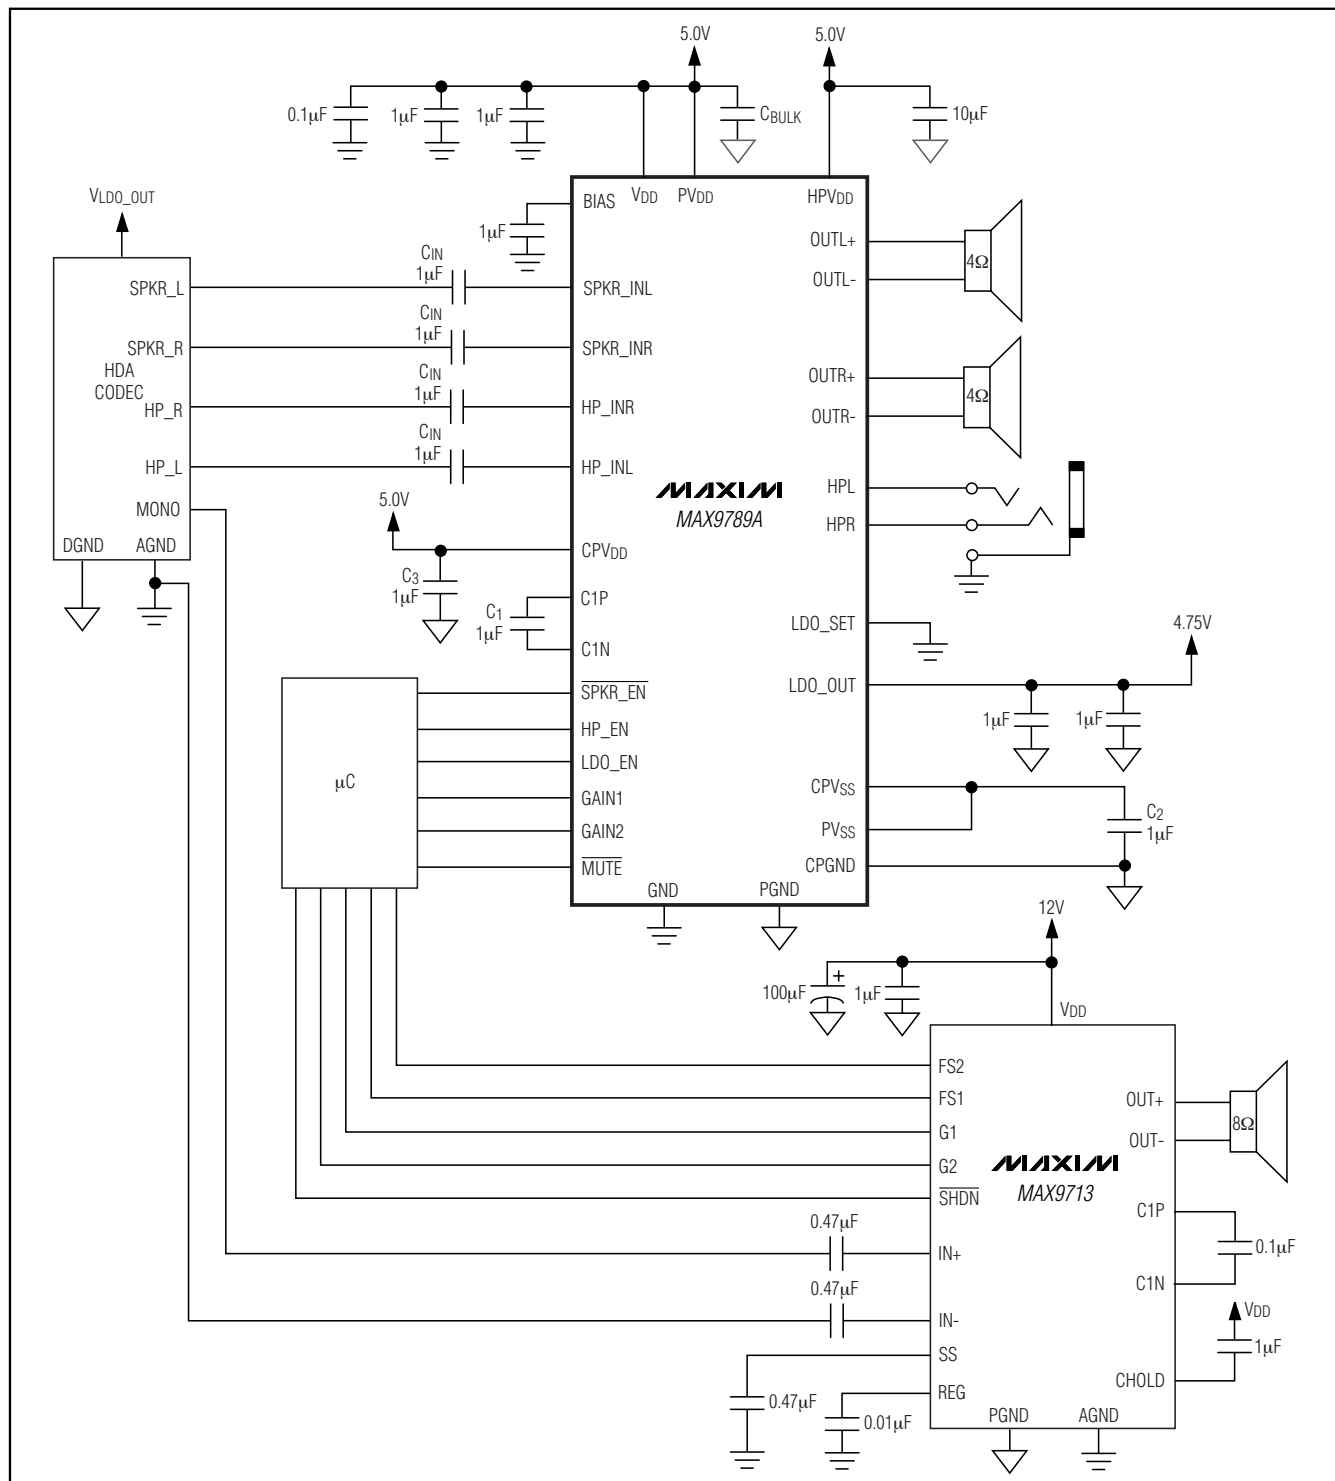 5.0V
5.0V
0.1µF
1µF
1µF
CBULK
10µF
VLDO_OUT
BIAS
VDD
PVDD
HPVDD
1µF
OUTL+
4Ω
OUTL-
CIN
1µF
SPKR_L
SPKR_INL
CIN
1µF
SPKR_R
SPKR_INR
HDA
CODEC
CIN
1µF
HP_R
HP_INR
CIN
1µF
HP_L
HP_INL
OUTR+
4Ω
OUTR-
MAXIM
MAX9789A
HPL
HPR
MONO
DGND
AGND
5.0V
CPVDD
C3
1µF
C1P
C1
1µF
C1N
LDO_SET
4.75V
LDO_OUT
1µF
1µF
SPKR_EN
HP_EN
LDO_EN
GAIN1
GAIN2
MUTE
µC
CPVSS
PVSS
CPGND
C2
1µF
GND
PGND
12V
100µF
+
1µF
VDD
FS2
FS1
G1
G2
SHDN
OUT+
8Ω
OUT-
MAXIM
MAX9713
C1P
0.1µF
C1N
0.47µF
IN+
0.47µF
IN-
VDD
1µF
SS
CHOLD
0.47µF
REG
0.01µF
PGND
AGND